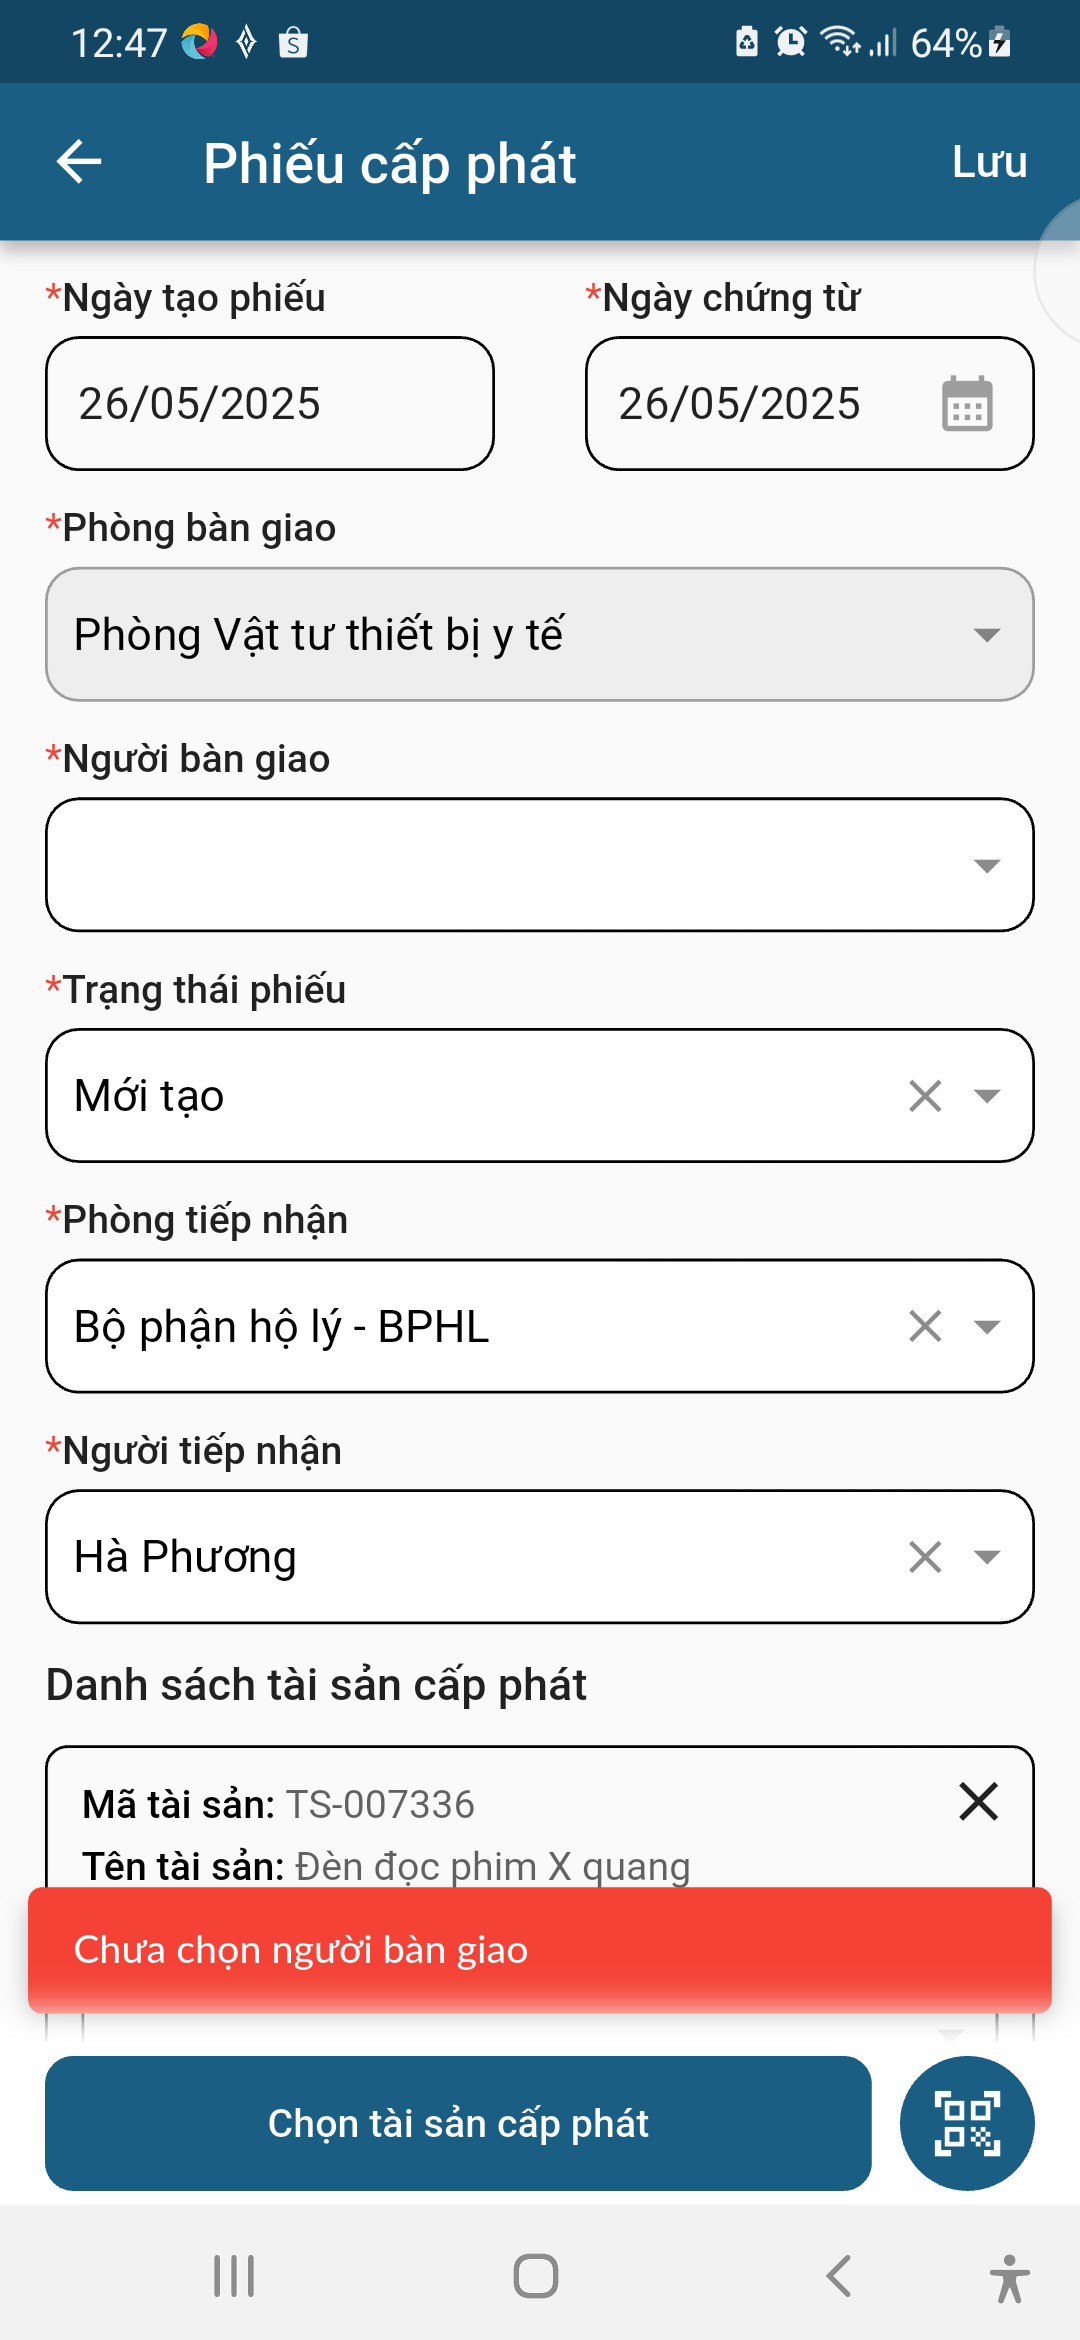 12:47
64%
Phiếu cấp phát
Lưu
*Ngày tạo phiếu
*Ngày chứng từ
26/05/2025
26/05/2025
*Phòng bàn giao
Phòng Vật tư thiết bị y tế
*Người bàn giao
*Trạng thái phiếu
Mới tạo
*Phòng tiếp nhận
Bộ phận hộ lý - BPHL
*Người tiếp nhận
Hà Phương
Danh sách tài sản cấp phát
Mã tài sản: TS-007336
Tên tài sản: Đèn đọc phim X quang
Chưa chọn người bàn giao
Chọn tài sản cấp phát